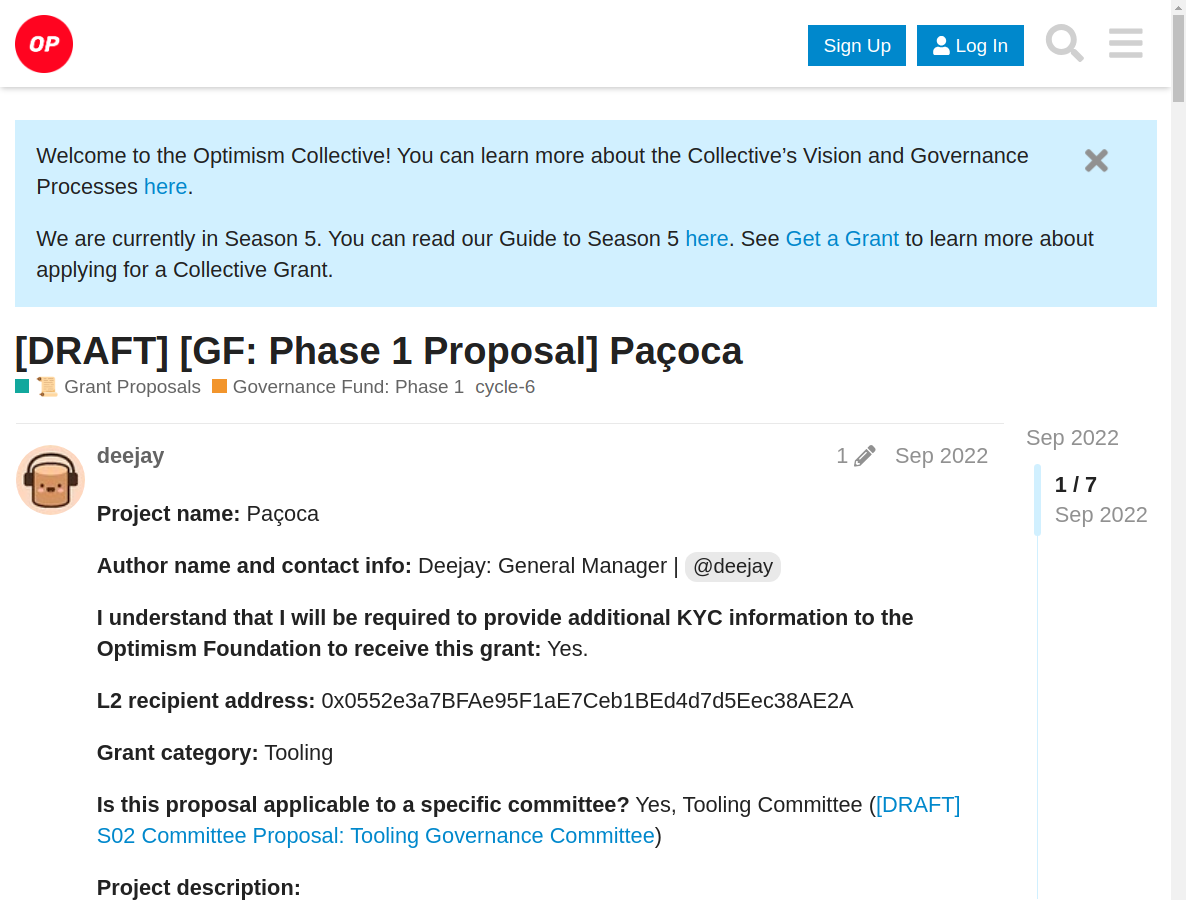 OP
Sign Up
Log In
Welcome to the Optimism Collective! You can learn more about the Collective’s Vision and Governance
Processes here.
We are currently in Season 5. You can read our Guide to Season 5 here. See Get a Grant to learn more about
applying for a Collective Grant.
[DRAFT] [GF: Phase 1 Proposal] Paçoca
Grant Proposals Governance Fund: Phase 1 cycle-6
deejay 1 Sep 2022
Sep 2022
1 / 7
Sep 2022
Project name: Paçoca
Author name and contact info: Deejay: General Manager | @deejay
I understand that I will be required to provide additional KYC information to the
Optimism Foundation to receive this grant: Yes.
L2 recipient address: 0x0552e3a7BFAe95F1aE7Ceb1BEd4d7d5Eec38AE2A
Grant category: Tooling
Is this proposal applicable to a specific committee? Yes, Tooling Committee ([DRAFT]
S02 Committee Proposal: Tooling Governance Committee)
Project description: